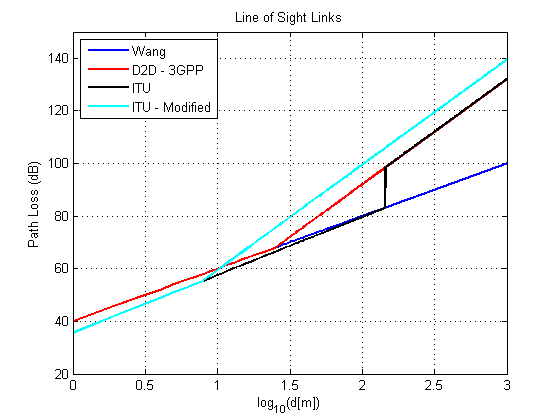 Line of Sight Links
Wang
D2D - 3GPP
ITU
ITU - Modified
Path Loss (dB)
140
120
100
80
60
40
20
0
0.5
1
1.5
2
2.5
3
log10(d[m])